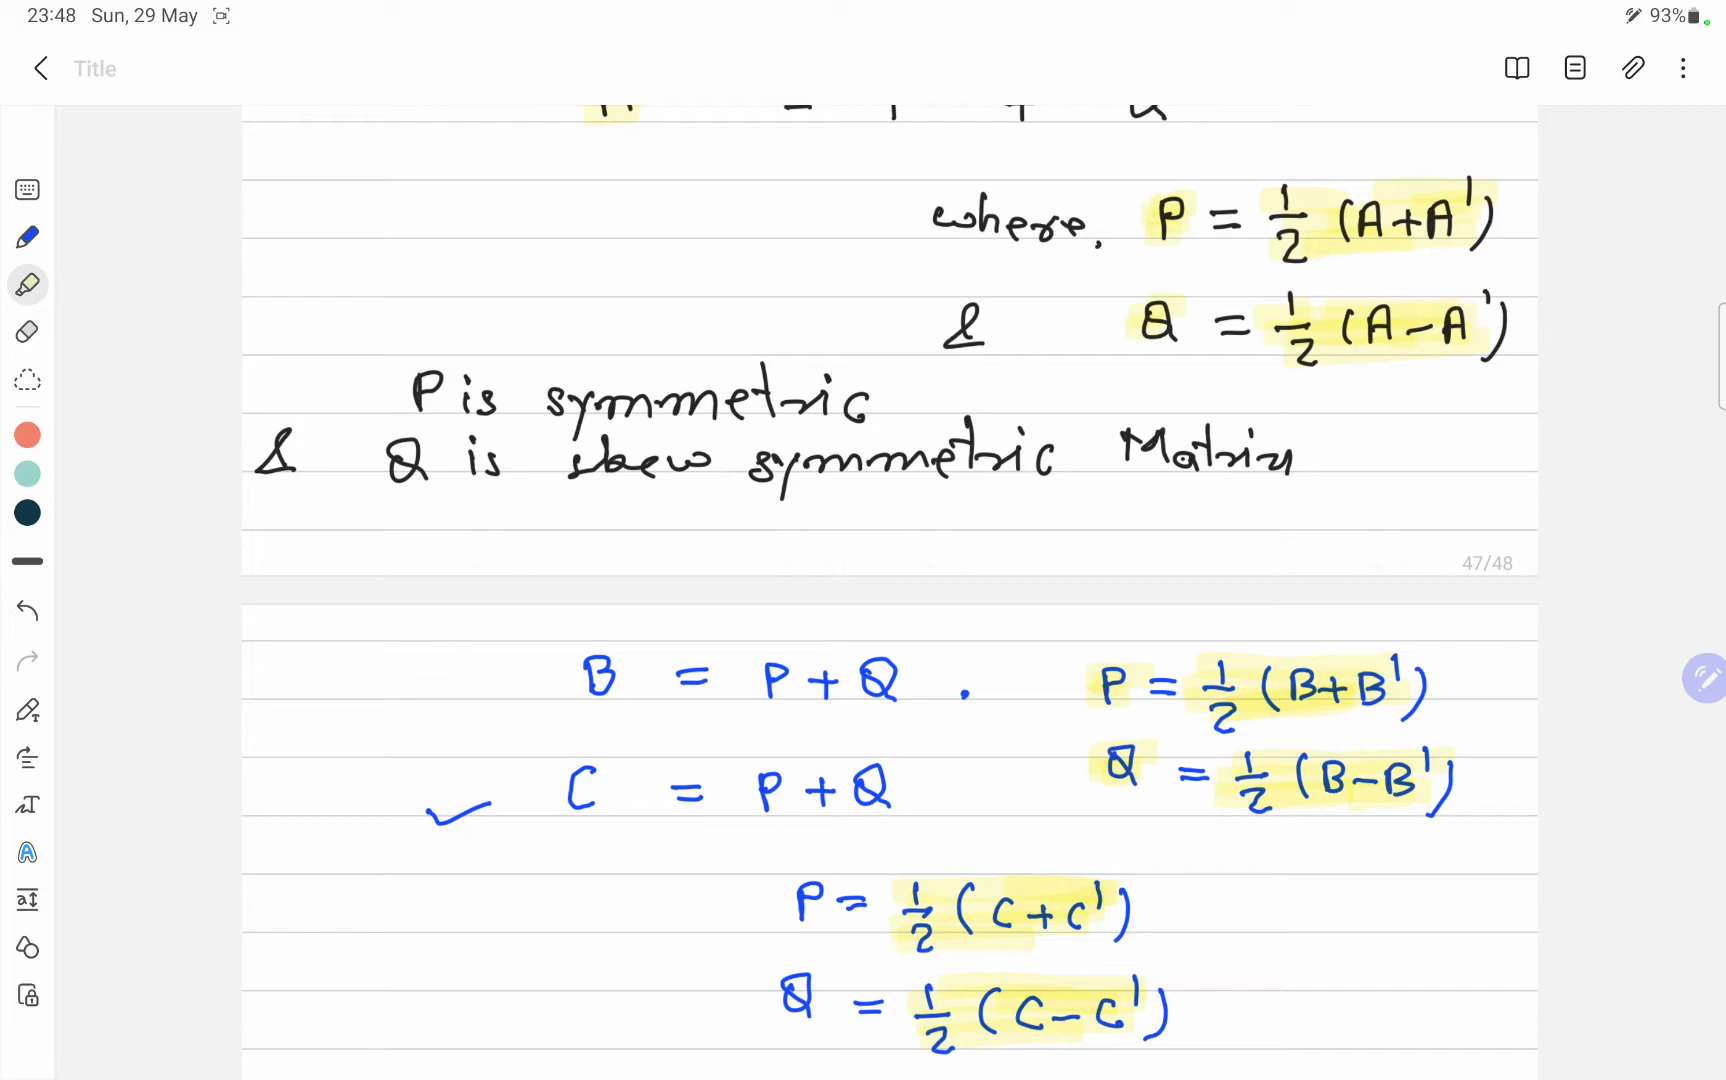 23:48 Sun, 29 May 93%
Title
A = P + Q
where, P = 1/2 (A+A')
& Q = 1/2 (A-A')
P is symmetric
& Q is skew symmetric Matrix
47/48
B = P + Q . P = 1/2 (B+B')
Q = 1/2 (B-B')
C = P + Q
P = 1/2 (C+C')
Q = 1/2 (C-C')